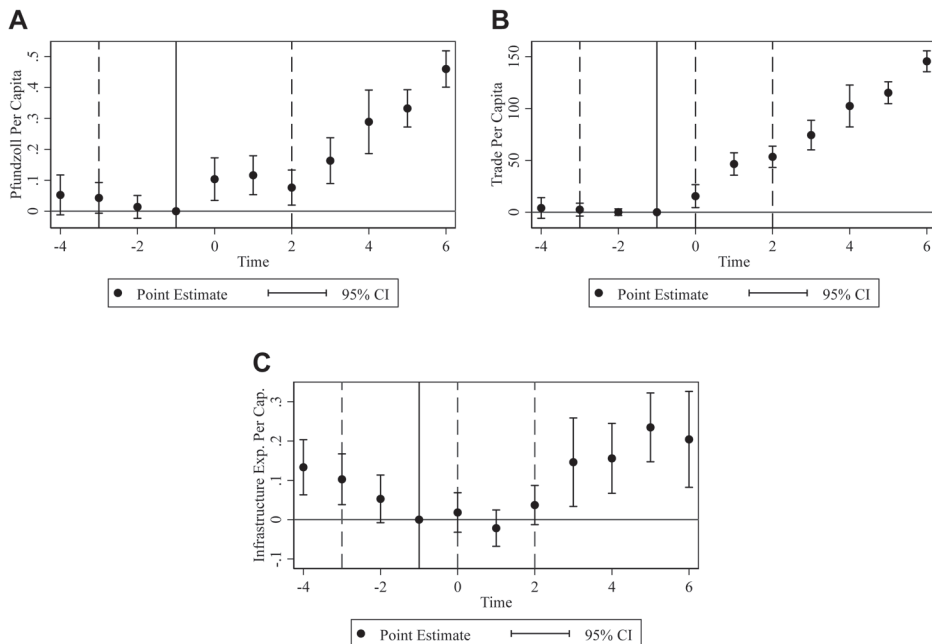 A
Pfundzoll Per Capita
.5
.4
.3
.2
.1
0
-4
-2
0
2
4
6
Time
Point Estimate
95% CI
B
Trade Per Capita
150
100
50
0
-4
-2
0
2
4
6
Time
Point Estimate
95% CI
C
Infrastructure Exp. Per Cap.
.3
.2
.1
0
-.1
-4
-2
0
2
4
6
Time
Point Estimate
95% CI